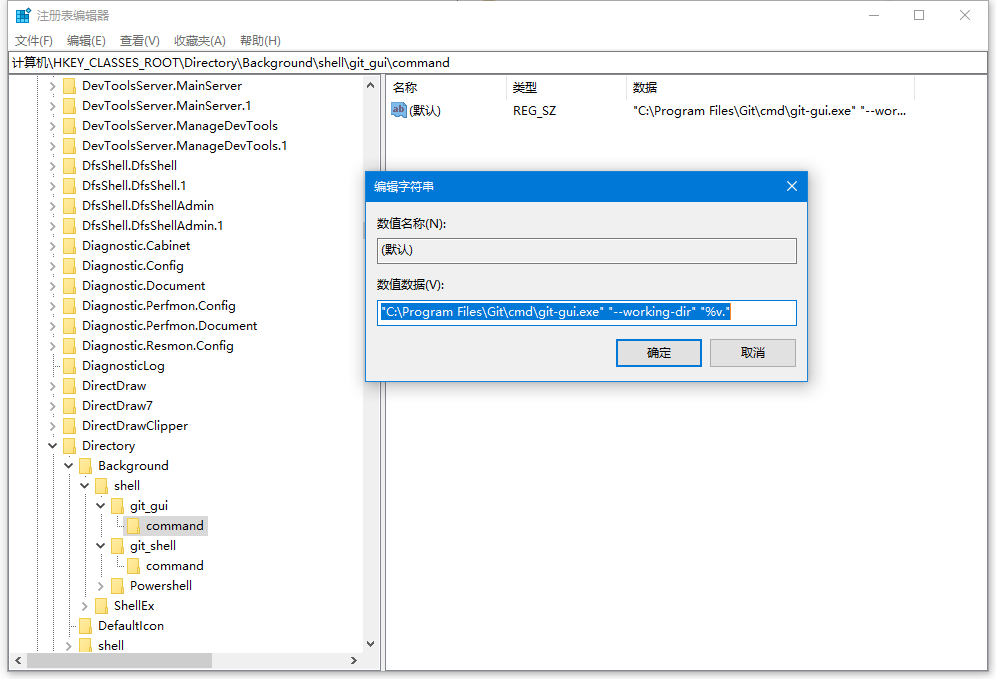 注册表编辑器
文件(F) 编辑(E) 查看(V) 收藏夹(A) 帮助(H)
计算机\HKEY_CLASSES_ROOT\Directory\Background\shell\git_gui\command
DevToolsServer.MainServer
DevToolsServer.MainServer.1
DevToolsServer.ManageDevTools
DevToolsServer.ManageDevTools.1
DfsShell.DfsShell
DfsShell.DfsShell.1
DfsShell.DfsShellAdmin
DfsShell.DfsShellAdmin.1
Diagnostic.Cabinet
Diagnostic.Config
Diagnostic.Document
Diagnostic.Perfmon.Config
Diagnostic.Perfmon.Document
Diagnostic.Resmon.Config
DiagnosticLog
DirectDraw
DirectDraw7
DirectDrawClipper
Directory
Background
shell
git_gui
command
git_shell
command
Powershell
ShellEx
DefaultIcon
shell
名称 类型 数据
ab (默认) REG_SZ "C:\Program Files\Git\cmd\git-gui.exe" "--wor...
编辑字符串
数值名称(N):
(默认)
数值数据(V):
"C:\Program Files\Git\cmd\git-gui.exe" "--working-dir" "%v."
确定 取消